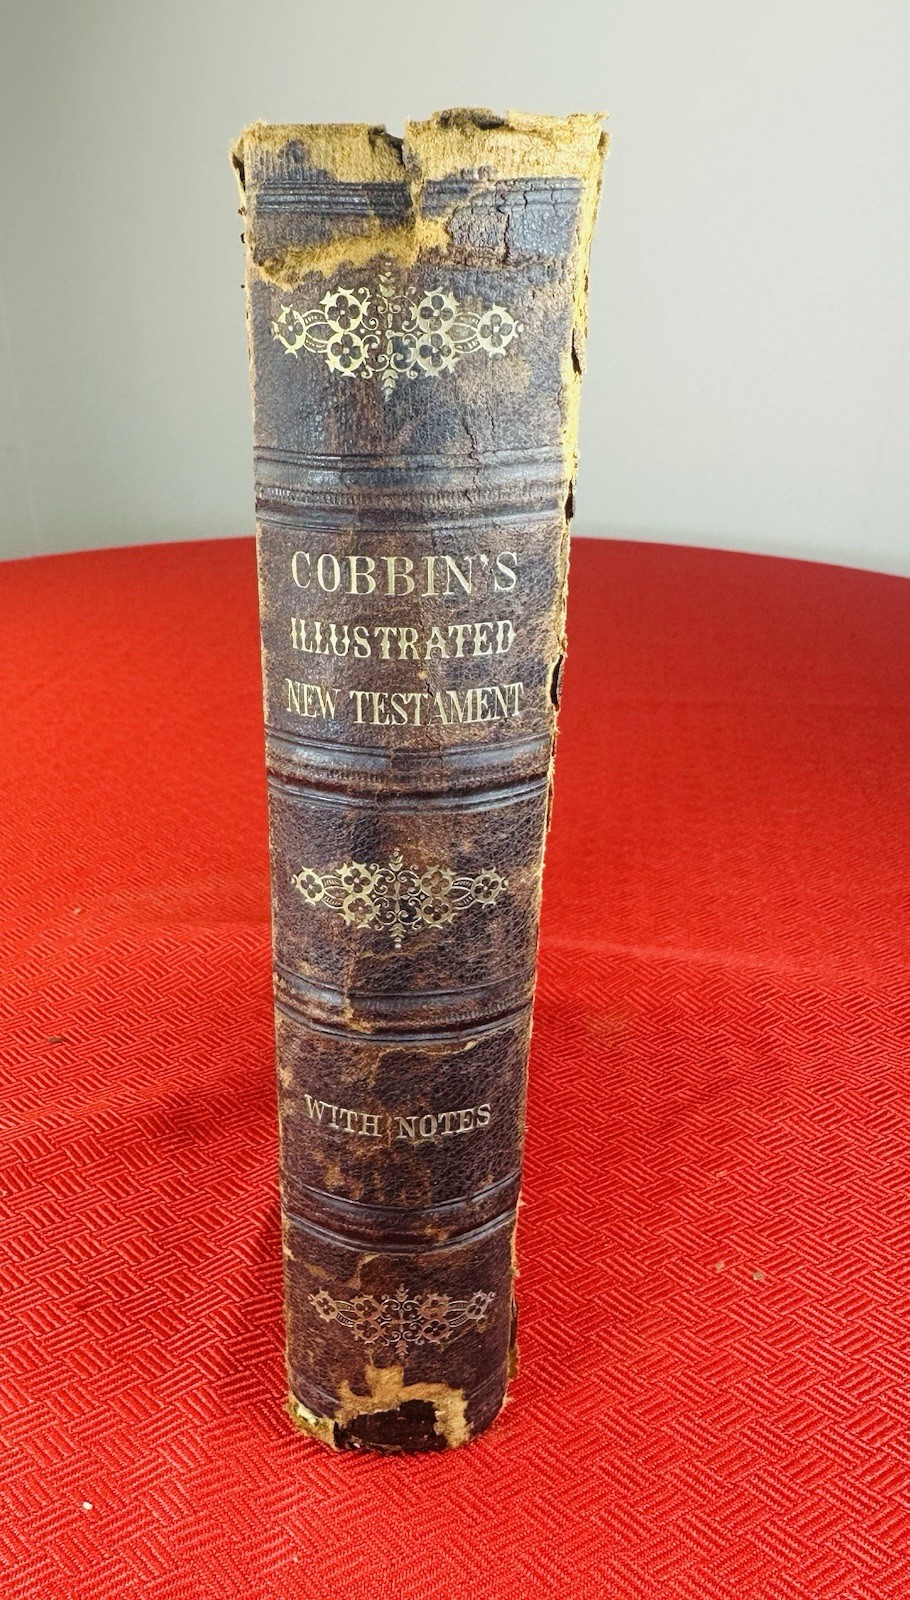 COBBIN'S
ILLUSTRATED
NEW TESTAMENT
WITH NOTES